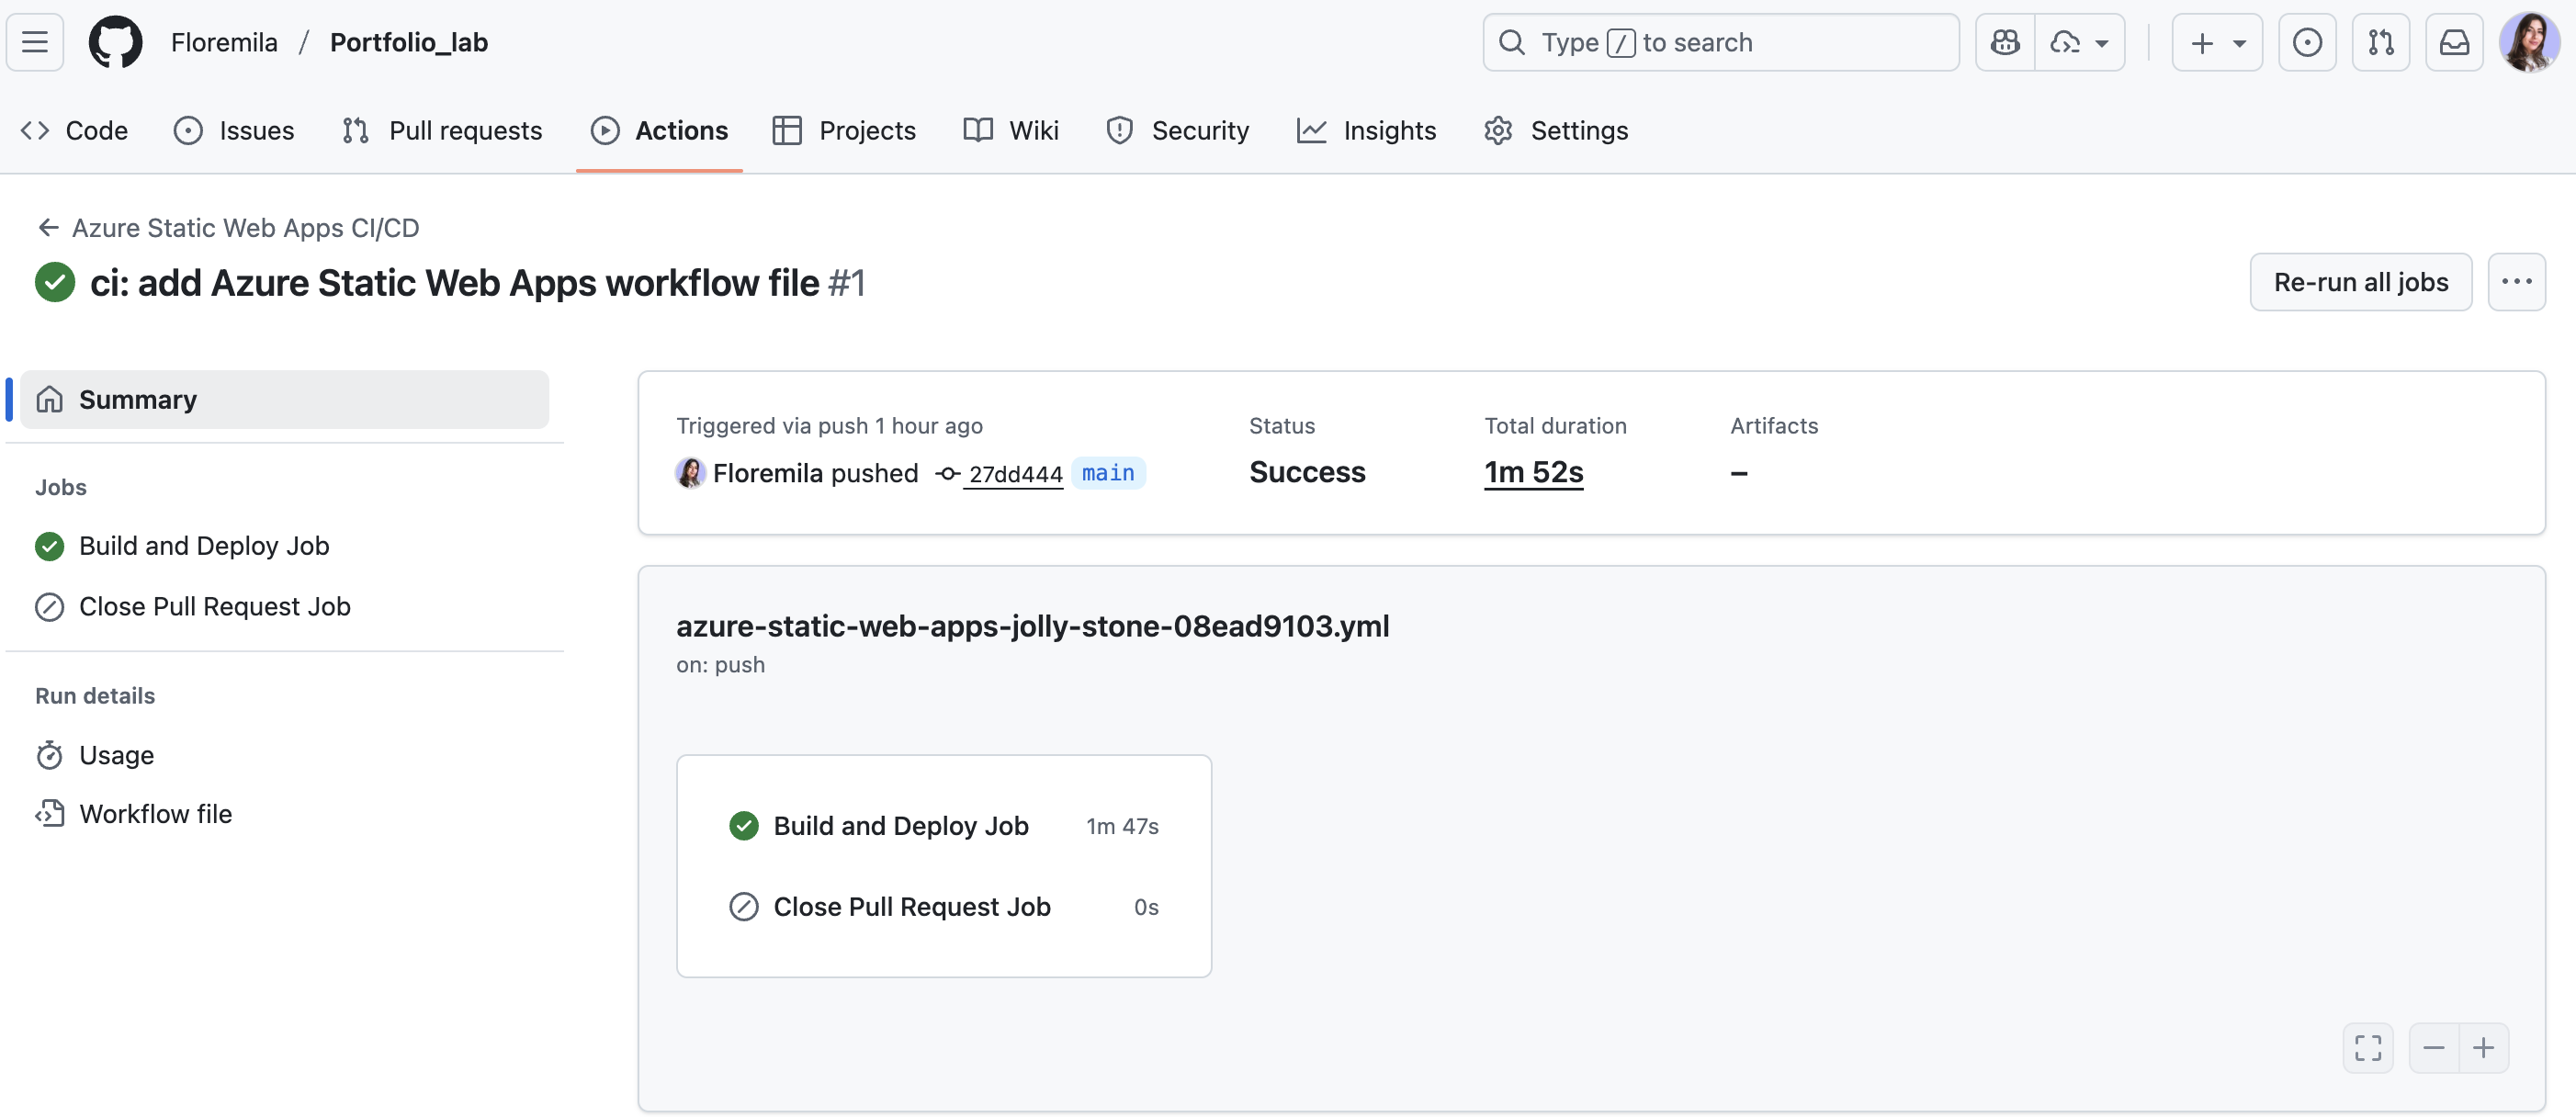 Floremila / Portfolio_lab
Type / to search
Code
Issues
Pull requests
Actions
Projects
Wiki
Security
Insights
Settings
Azure Static Web Apps CI/CD
ci: add Azure Static Web Apps workflow file #1
Re-run all jobs
Summary
Jobs
Build and Deploy Job
Close Pull Request Job
Run details
Usage
Workflow file
Triggered via push 1 hour ago
Floremila pushed 27dd444 main
Status
Success
Total duration
1m 52s
Artifacts
–
azure-static-web-apps-jolly-stone-08ead9103.yml
on: push
Build and Deploy Job 1m 47s
Close Pull Request Job 0s